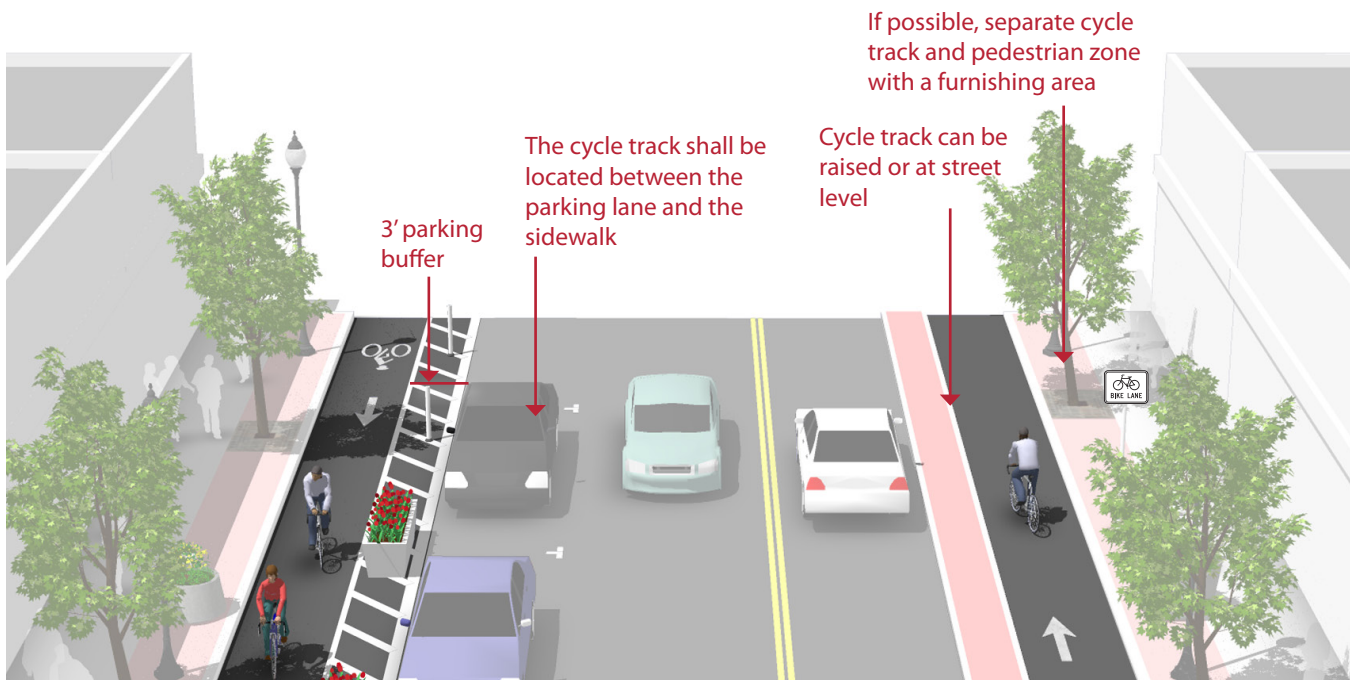 If possible, separate cycle
track and pedestrian zone
with a furnishing area
The cycle track shall be
located between the
parking lane and the
sidewalk
Cycle track can be
raised or at street
level
3’ parking
buffer
BIKE LANE